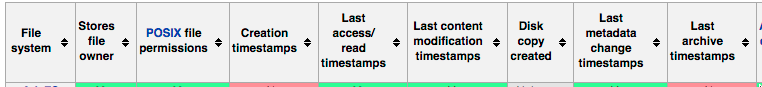 File
system
Stores
file
owner
POSIX file
permissions
Creation
timestamps
Last
access/
read
timestamps
Last content
modification
timestamps
Disk
copy
created
Last
metadata
change
timestamps
Last
archive
timestamps